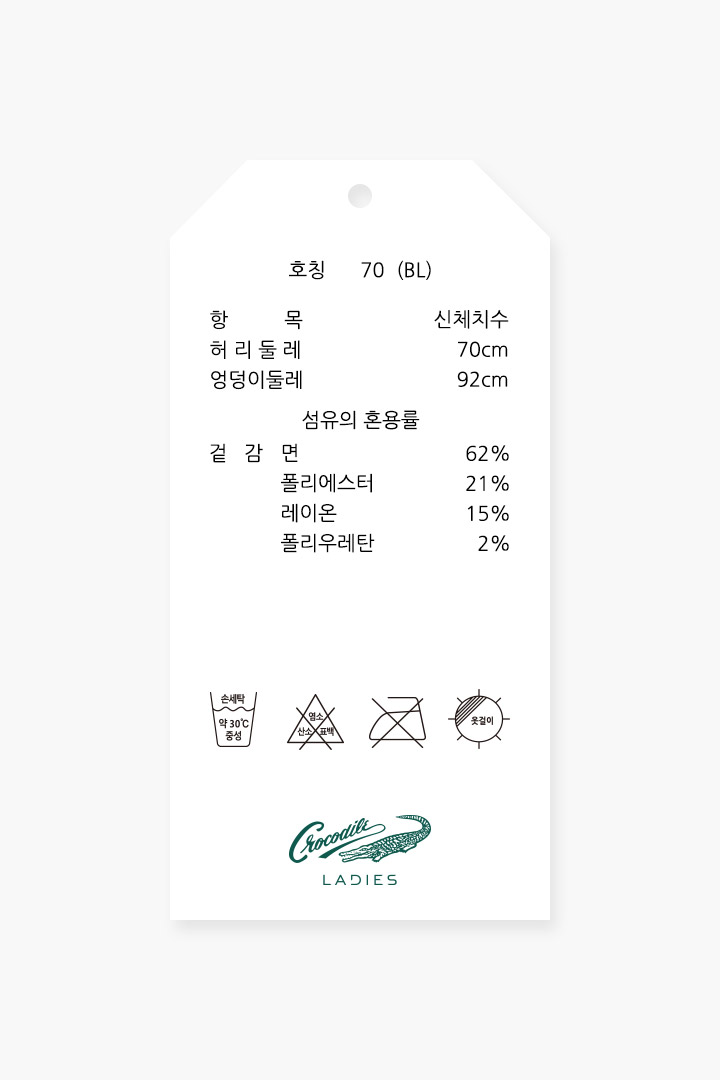 호칭 70 (BL)
항 목 신체치수
허 리 둘 레 70cm
엉덩이둘레 92cm
섬유의 혼용률
겉 감 면 62%
폴리에스터 21%
레이온 15%
폴리우레탄 2%
손세탁
약 30℃
중성
염소
산소 표백
옷걸이
Crocodile
LADIES